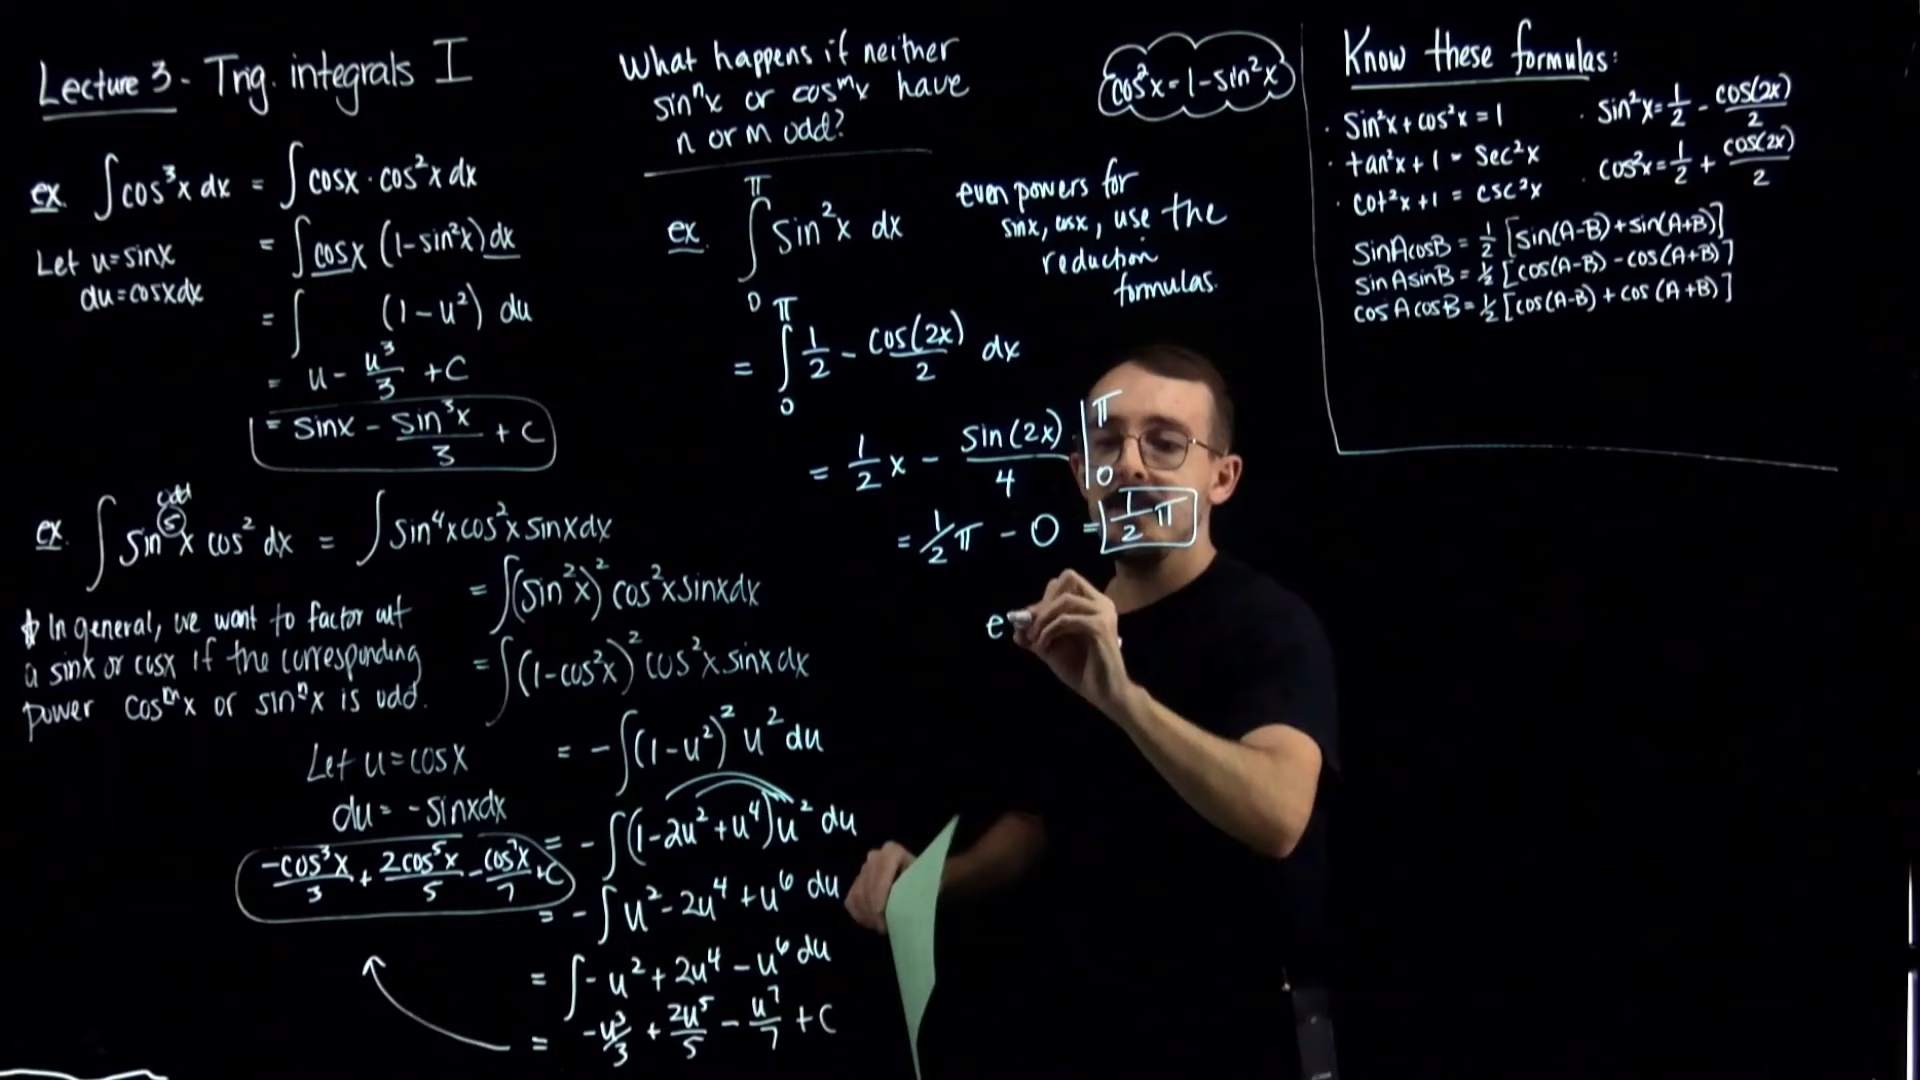 Lecture 3 - Trig. integrals I
ex. ∫cos³x dx = ∫cosx·cos²x dx
Let u=sinx
du=cosxdx
= ∫cosx (1-sin²x)dx
= ∫ (1-u²) du
= u - u³/3 + C
= sinx - sin³x/3 + C
odd
ex. ∫sin⁵x cos² dx = ∫sin⁴xcos²x sinxdx
= ∫(sin²x)² cos²x sinxdx
= ∫(1-cos²x)² cos²x sinx dx
* In general, we want to factor out
a sinx or cosx if the corresponding
power cosᵐx or sinⁿx is odd.
Let u=cosx
du= -sinxdx
= -∫(1-u²)² u² du
= -∫(1-2u²+u⁴)u² du
= -∫u²-2u⁴+u⁶ du
= ∫-u²+2u⁴-u⁶ du
= -u³/3 + 2u⁵/5 - u⁷/7 + C
-cos³x/3 + 2cos⁵x/5 - cos⁷x/7 + C
What happens if neither
sinⁿx or cosᵐx have
n or m odd?
ex. ∫₀^π sin²x dx
even powers for
sinx, cosx, use the
reduction
formulas.
= ∫₀^π 1/2 - cos(2x)/2 dx
= 1/2 x - sin(2x)/4 |₀^π
= 1/2 π - 0 = 1/2 π
e
cos²x = 1-sin²x
Know these formulas:
· sin²x+cos²x=1
· tan²x+1 = sec²x
· cot²x+1 = csc²x
· sin²x=1/2 - cos(2x)/2
· cos²x=1/2 + cos(2x)/2
sinAcosB = 1/2 [sin(A-B)+sin(A+B)]
sinAsinB = 1/2 [cos(A-B) - cos(A+B)]
cosAcosB = 1/2 [cos(A-B) + cos(A+B)]